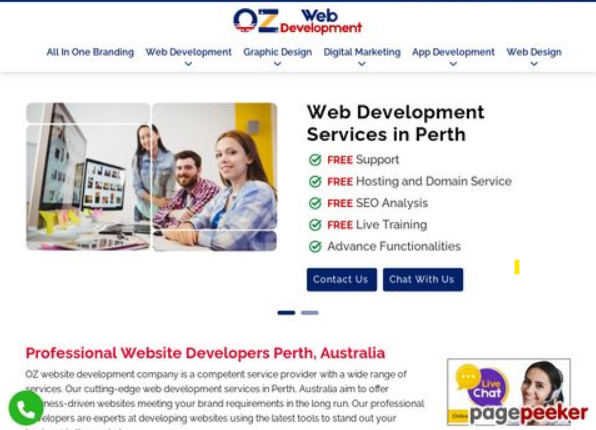 OZ Web
Development
All In One Branding Web Development Graphic Design Digital Marketing App Development Web Design
Web Development
Services in Perth
FREE Support
FREE Hosting and Domain Service
FREE SEO Analysis
FREE Live Training
Advance Functionalities
Contact Us Chat With Us
Professional Website Developers Perth, Australia
OZ website development company is a competent service provider with a wide range of
services. Our cutting-edge web development services in Perth, Australia aim to offer
business-driven websites meeting your brand requirements in the long run. Our professional
developers are experts at developing websites using the latest tools to stand out your
Live
Chat
Online
pagepeeker